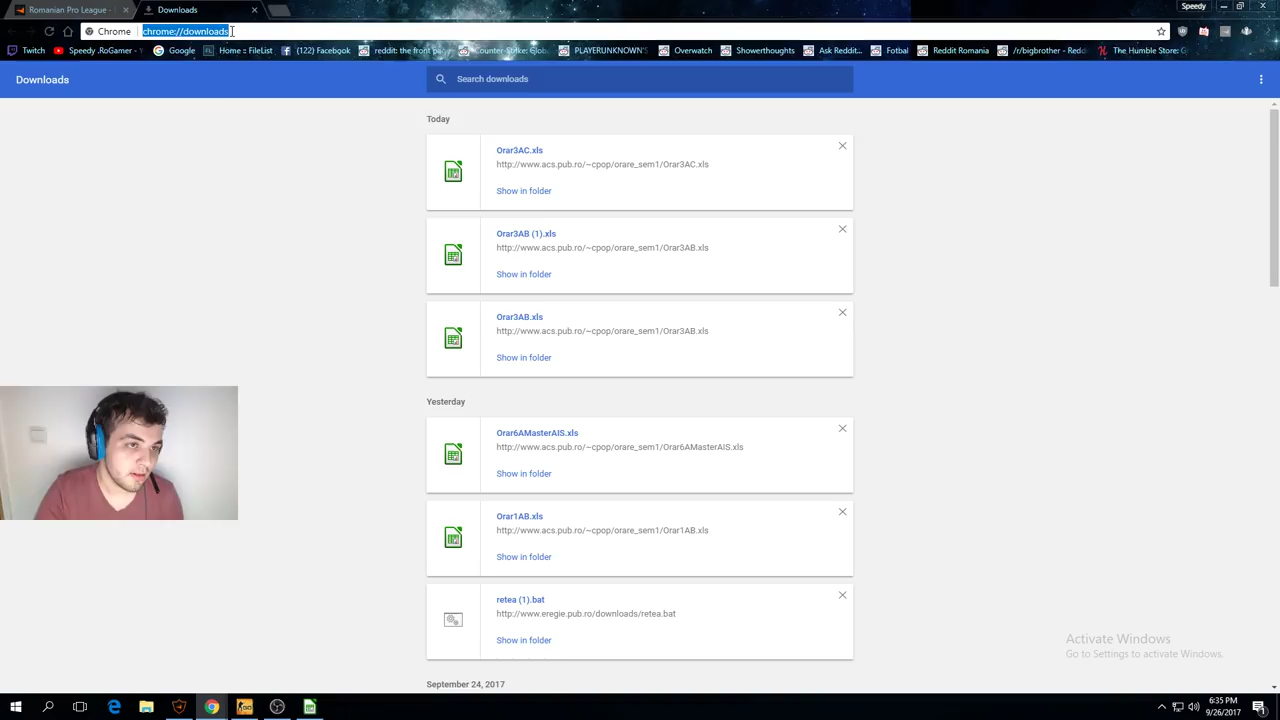 Romanian Pro League -
Downloads
Speedy
Chrome
chrome://downloads
Twitch
Speedy .RoGamer - Y
Google
Home :: FileList
(122) Facebook
reddit: the front page
Counter-Strike: Globa
PLAYERUNKNOWN'S
Overwatch
Showerthoughts
Ask Reddit...
Fotbal
Reddit Romania
/r/bigbrother - Reddi
The Humble Store: G
Downloads
Search downloads
Today
Orar3AC.xls
http://www.acs.pub.ro/~cpop/orare_sem1/Orar3AC.xls
Show in folder
Orar3AB (1).xls
http://www.acs.pub.ro/~cpop/orare_sem1/Orar3AB.xls
Show in folder
Orar3AB.xls
http://www.acs.pub.ro/~cpop/orare_sem1/Orar3AB.xls
Show in folder
Yesterday
Orar6AMasterAIS.xls
http://www.acs.pub.ro/~cpop/orare_sem1/Orar6AMasterAIS.xls
Show in folder
Orar1AB.xls
http://www.acs.pub.ro/~cpop/orare_sem1/Orar1AB.xls
Show in folder
retea (1).bat
http://www.eregie.pub.ro/downloads/retea.bat
Show in folder
Activate Windows
Go to Settings to activate Windows.
September 24, 2017
6:35 PM
9/26/2017